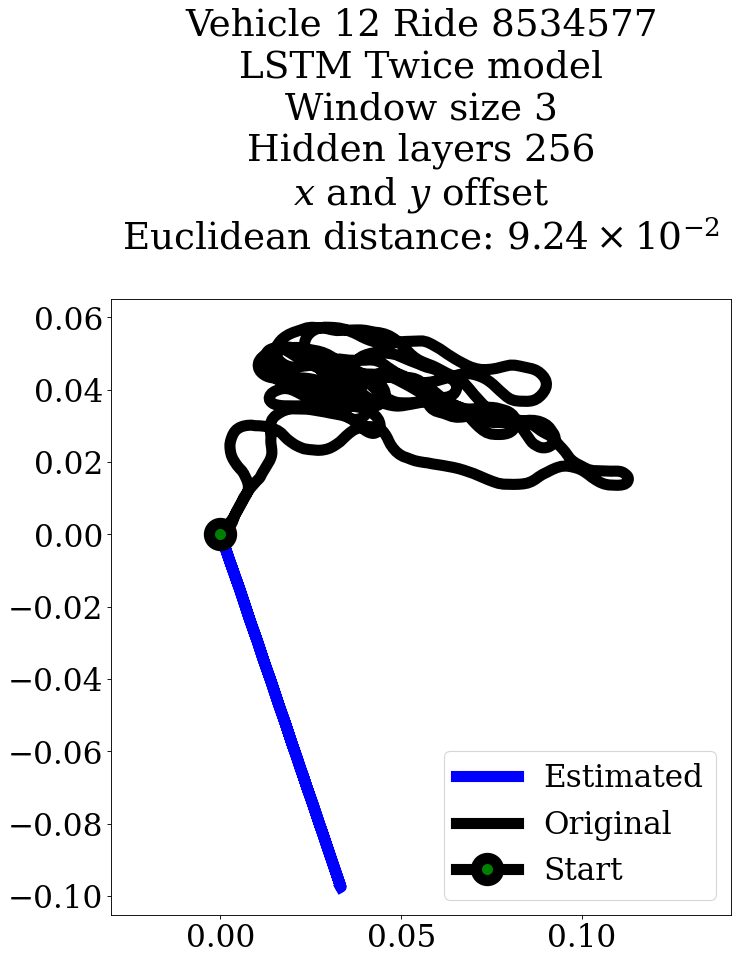 Vehicle 12 Ride 8534577
LSTM Twice model
Window size 3
Hidden layers 256
x and y offset
Euclidean distance: 9.24 × 10⁻²
0.06
0.04
0.02
0.00
−0.02
−0.04
−0.06
−0.08
−0.10
Estimated
Original
Start
0.00 0.05 0.10